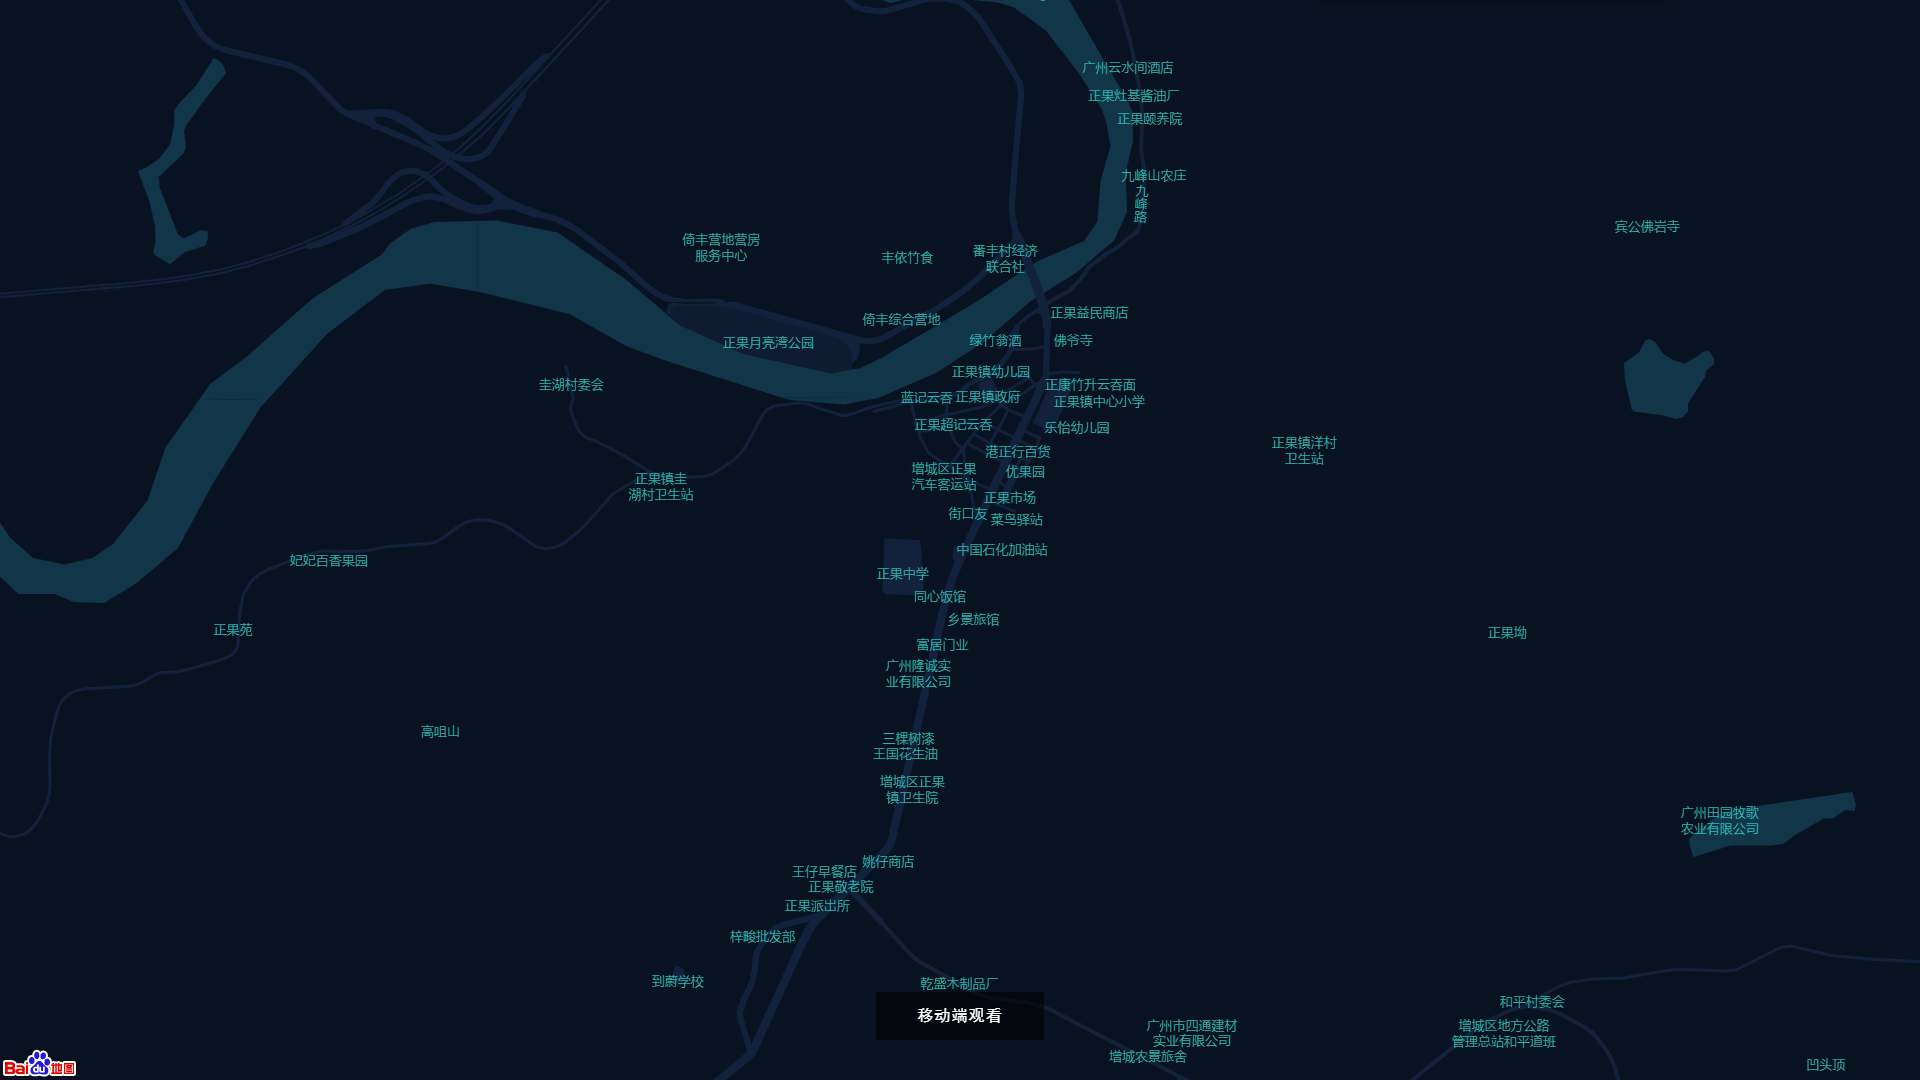 广州云水间酒店
正果灶基酱油厂
正果颐养院
九峰山农庄
九峰路
宾公佛岩寺
倚丰营地营房
服务中心
丰依竹食
番丰村经济
联合社
正果益民商店
倚丰综合营地
绿竹翁酒
佛爷寺
正果月亮湾公园
正果镇幼儿园
圭湖村委会
正康竹升云吞面
蓝记云吞
正果镇政府
正果镇中心小学
正果超记云吞
乐怡幼儿园
正果镇洋村
卫生站
港正行百货
增城区正果
汽车客运站
优果园
正果镇圭
湖村卫生站
正果市场
街口友
菜鸟驿站
中国石化加油站
妃妃百香果园
正果中学
同心饭馆
乡景旅馆
正果苑
正果坳
富居门业
广州隆诚实
业有限公司
高咀山
三棵树漆
王国花生油
增城区正果
镇卫生院
广州田园牧歌
农业有限公司
姚仔商店
王仔早餐店
正果敬老院
正果派出所
梓畯批发部
到蔚学校
乾盛木制品厂
和平村委会
移动端观看
广州市四通建材
实业有限公司
增城区地方公路
管理总站和平道班
增城农景旅舍
凹头顶
Bai du 地图